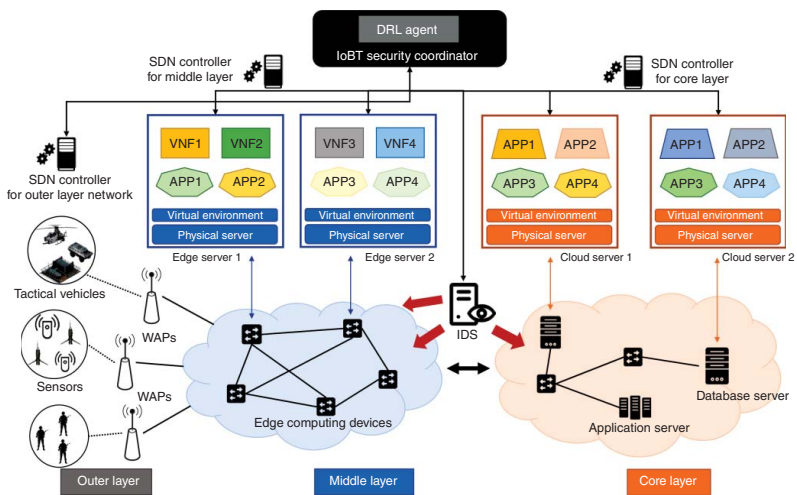 DRL agent
IoBT security coordinator
SDN controller
for middle layer
SDN controller
for core layer
SDN controller
for outer layer network
VNF1
VNF2
APP1
APP2
Virtual environment
Physical server
Edge server 1
VNF3
VNF4
APP3
APP4
Virtual environment
Physical server
Edge server 2
APP1
APP2
APP3
APP4
Virtual environment
Physical server
Cloud server 1
APP1
APP2
APP3
APP4
Virtual environment
Physical server
Cloud server 2
Tactical vehicles
WAPs
Sensors
WAPs
IDS
Edge computing devices
Database server
Application server
Outer layer
Middle layer
Core layer